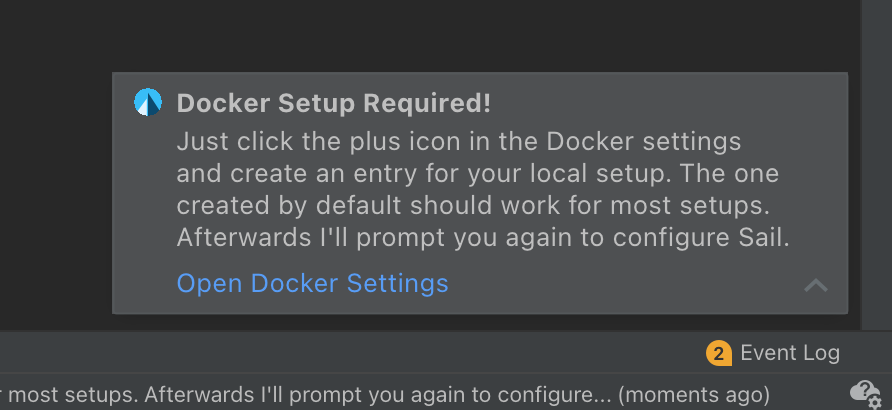 Docker Setup Required!
Just click the plus icon in the Docker settings
and create an entry for your local setup. The one
created by default should work for most setups.
Afterwards I'll prompt you again to configure Sail.
Open Docker Settings
2 Event Log
most setups. Afterwards I'll prompt you again to configure... (moments ago)